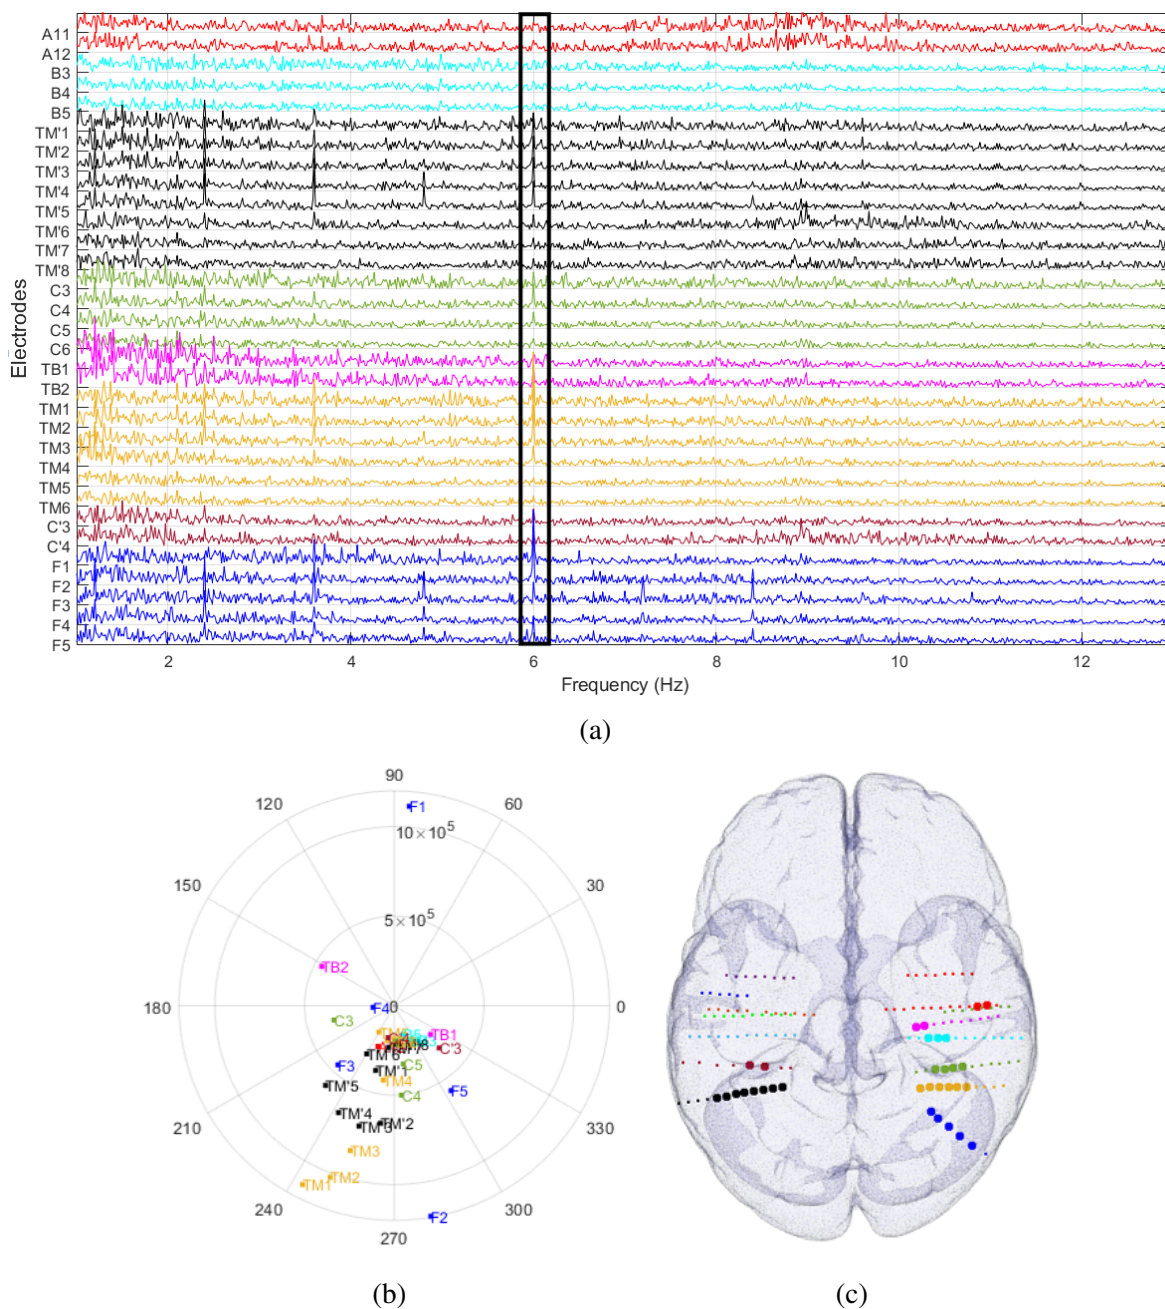 A11
A12
B3
B4
B5
TM'1
TM'2
TM'3
TM'4
TM'5
TM'6
TM'7
TM'8
C3
C4
C5
C6
TB1
TB2
TM1
TM2
TM3
TM4
TM5
TM6
C'3
C'4
F1
F2
F3
F4
F5
Electrodes
2 4 6 8 10 12
Frequency (Hz)
(a)
90
120 60
F1
10×10⁵
150 30
5×10⁵
TB2
180 F4 0 0
C3
TB1
C'3
TM'6
TM'7
F3
C5
TM'1
TM4
TM'5
F5
C4
TM'4
TM'3
TM'2
210 330
TM3
TM2
TM1
240 300
F2
270
(b) (c)